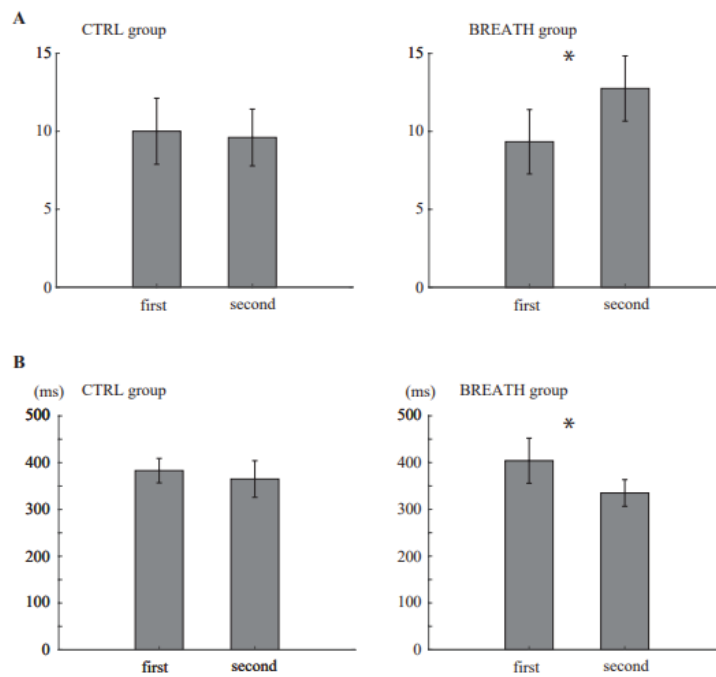 A
CTRL group
15
10
5
0
first
second
BREATH group
*
15
10
5
0
first
second
B
(ms)
CTRL group
500
400
300
200
100
0
first
second
(ms)
BREATH group
*
500
400
300
200
100
0
first
second